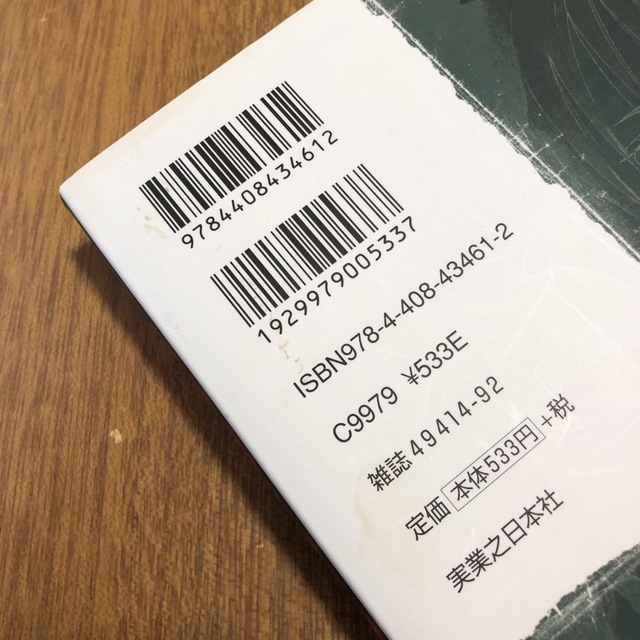 9784408434612
1929979005337
ISBN978-4-408-43461-2
C9979 ¥533E
雑誌 49414-92
定価 本体533円 +税
実業之日本社